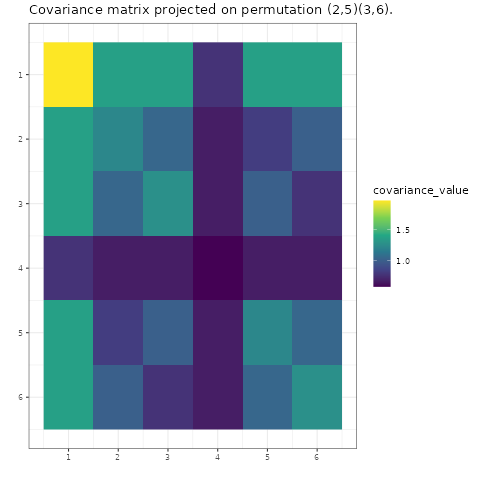 Covariance matrix projected on permutation (2,5)(3,6).
1
2
3
4
5
6
1 2 3 4 5 6
covariance_value
1.5
1.0